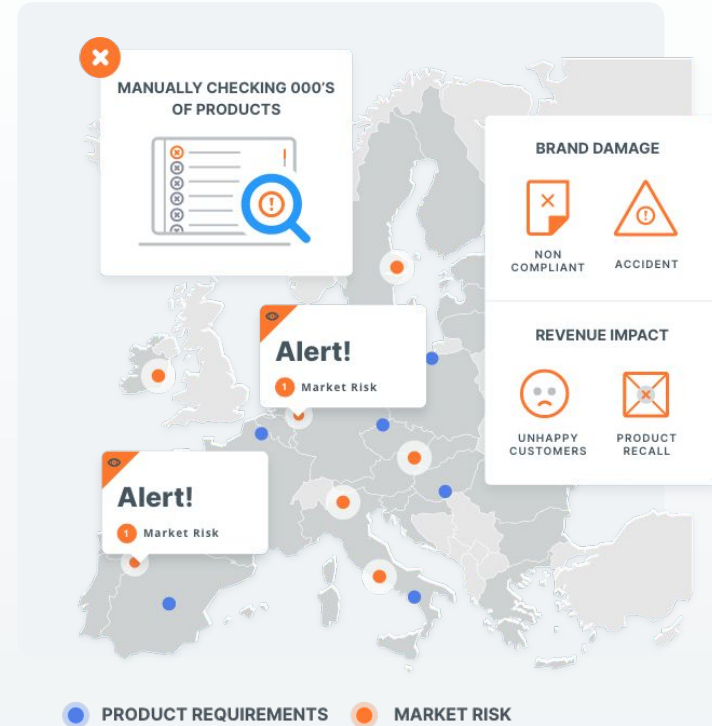 MANUALLY CHECKING 000'S
OF PRODUCTS
BRAND DAMAGE
NON
COMPLIANT
ACCIDENT
REVENUE IMPACT
UNHAPPY
CUSTOMERS
PRODUCT
RECALL
Alert!
1 Market Risk
Alert!
1 Market Risk
PRODUCT REQUIREMENTS
MARKET RISK